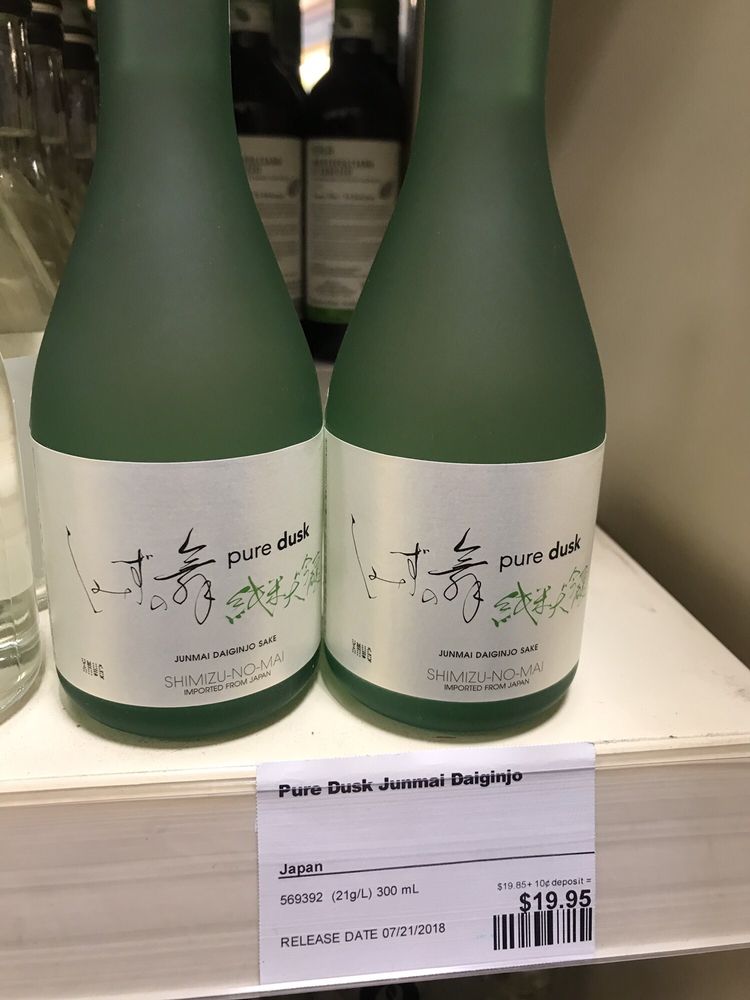 しみずの舞
pure dusk
純米大吟醸
JUNMAI DAIGINJO SAKE
SHIMIZU-NO-MAI
IMPORTED FROM JAPAN
しみずの舞
pure dusk
純米大吟醸
JUNMAI DAIGINJO SAKE
SHIMIZU-NO-MAI
IMPORTED FROM JAPAN
Pure Dusk Junmai Daiginjo
Japan
569392 (21g/L) 300 mL
$19.85+ 10¢ deposit =
$19.95
RELEASE DATE 07/21/2018